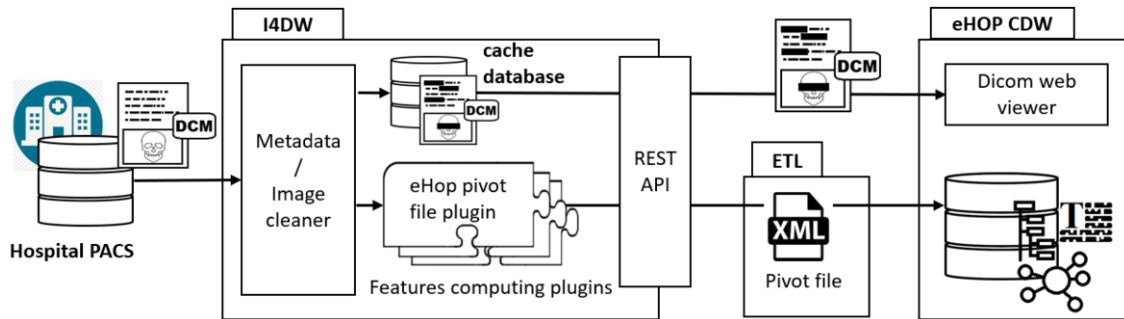 I4DW
eHOP CDW
cache
database
DCM
DCM
DCM
Dicom web
viewer
Metadata
/
Image
cleaner
REST
API
ETL
eHop pivot
file plugin
XML
T
Hospital PACS
Features computing plugins
Pivot file